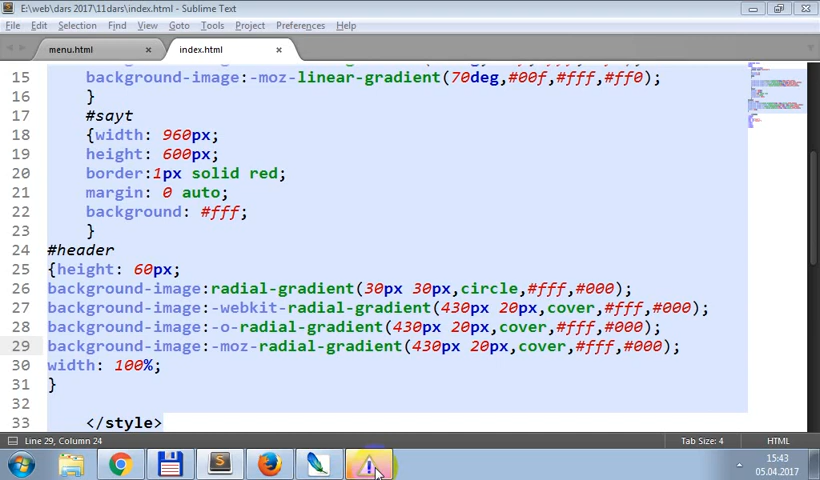 E:\web\dars 2017\11dars\index.html - Sublime Text
File Edit Selection Find View Goto Tools Project Preferences Help
menu.html index.html
15 background-image:-moz-linear-gradient(70deg,#00f,#fff,#ff0);
16 }
17 #sayt
18 {width: 960px;
19 height: 600px;
20 border:1px solid red;
21 margin: 0 auto;
22 background: #fff;
23 }
24 #header
25 {height: 60px;
26 background-image:radial-gradient(30px 30px,circle,#fff,#000);
27 background-image:-webkit-radial-gradient(430px 20px,cover,#fff,#000);
28 background-image:-o-radial-gradient(430px 20px,cover,#fff,#000);
29 background-image:-moz-radial-gradient(430px 20px,cover,#fff,#000);
30 width: 100%;
31 }
32
33 </style>
Line 29, Column 24 Tab Size: 4 HTML
15:43
05.04.2017